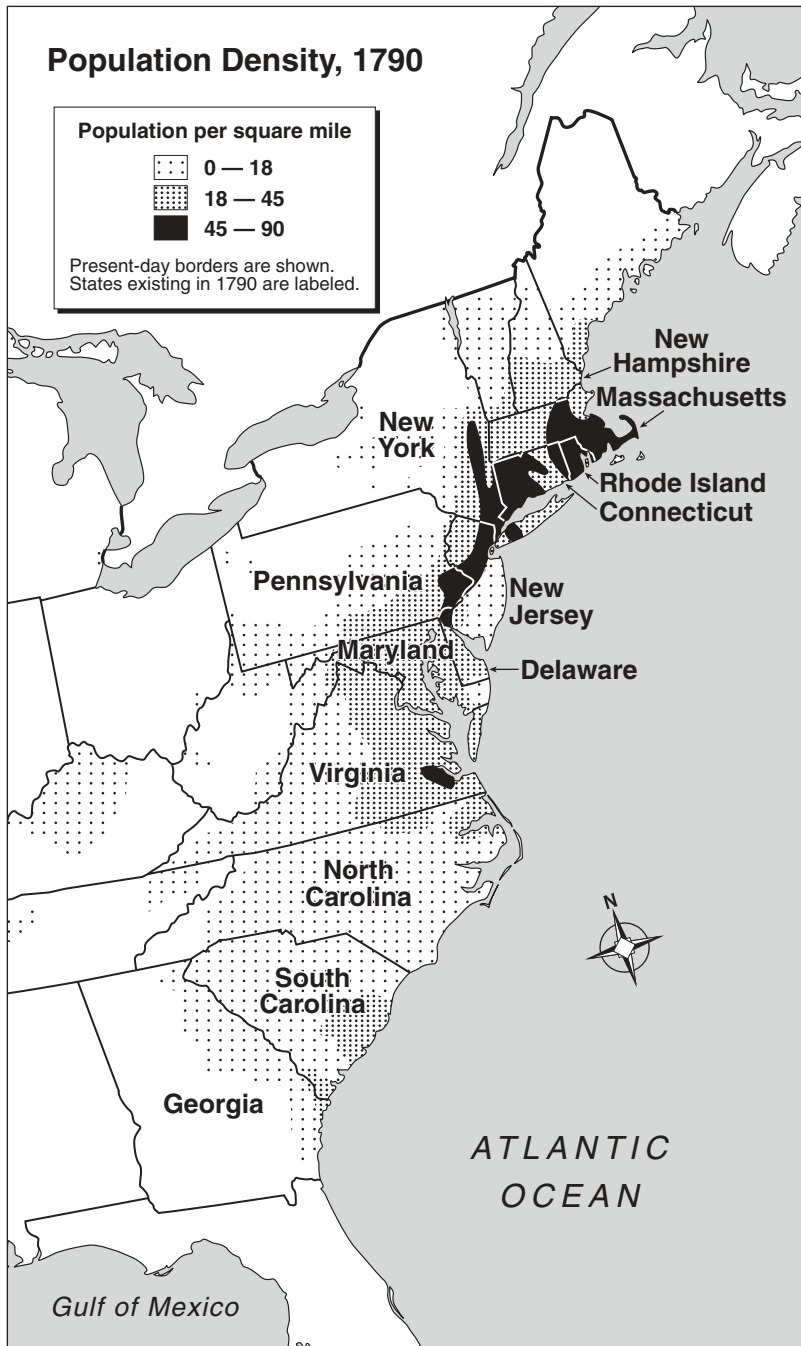 Population Density, 1790
Population per square mile
0 — 18
18 — 45
45 — 90
Present-day borders are shown.
States existing in 1790 are labeled.
New
Hampshire
Massachusetts
New
York
Rhode Island
Connecticut
Pennsylvania
New
Jersey
Maryland
Delaware
Virginia
North
Carolina
N
South
Carolina
Georgia
ATLANTIC
OCEAN
Gulf of Mexico